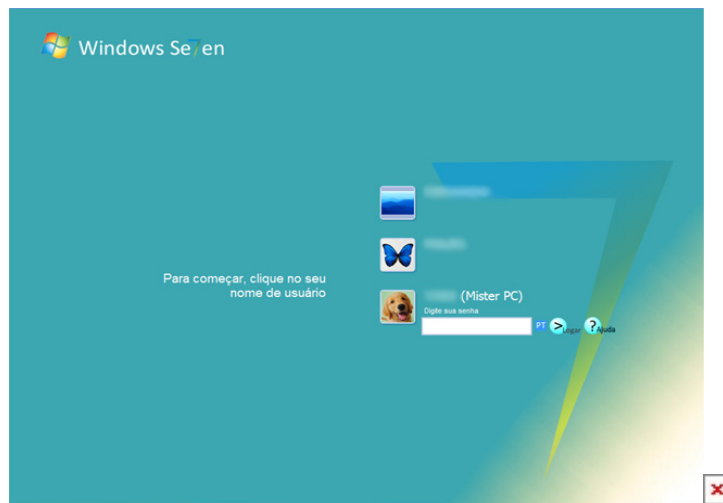 Windows Se7en
Para começar, clique no seu
nome de usuário
(Mister PC)
Digite sua senha
PT
Logar
?
Ajuda